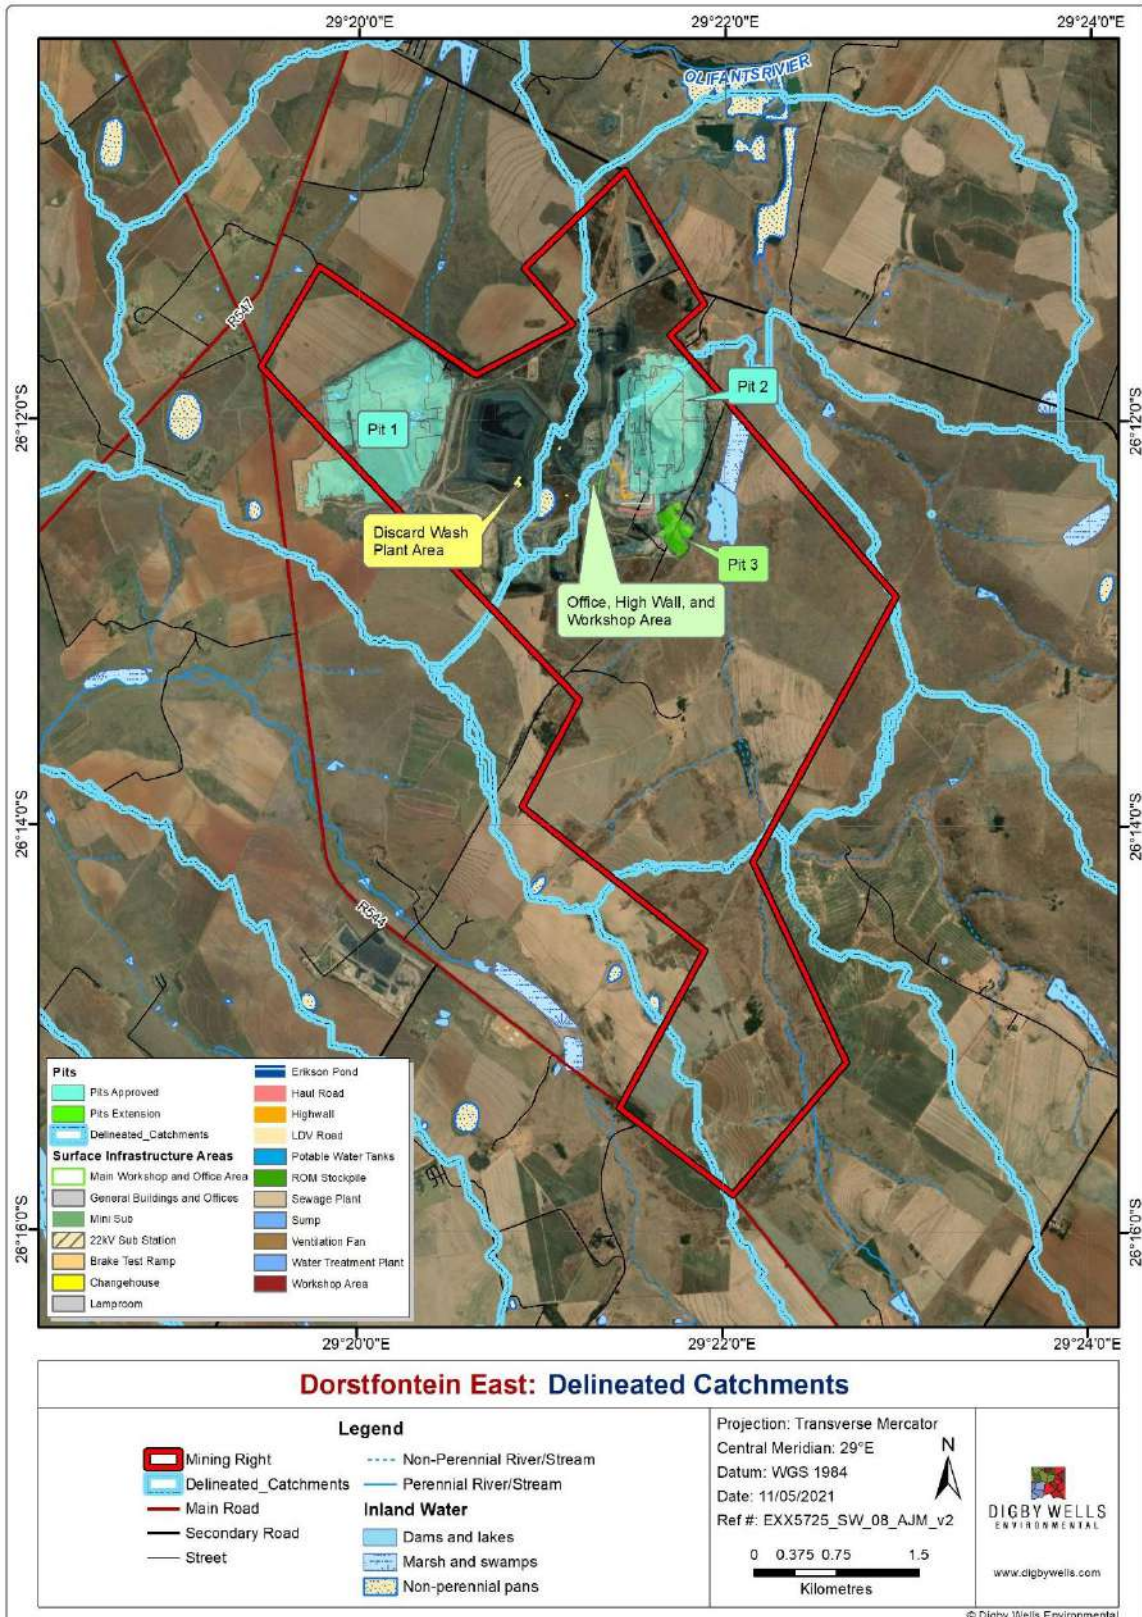 29°20'0"E
29°22'0"E
29°24'0"E
OLIFANTSRIVIER
R547
26°12'0"S
26°12'0"S
Pit 1
Pit 2
Discard Wash
Plant Area
Pit 3
Office, High Wall, and
Workshop Area
26°14'0"S
26°14'0"S
R544
26°16'0"S
26°16'0"S
Pits
Pits Approved
Pits Extension
Delineated_Catchments
Surface Infrastructure Areas
Main Workshop and Office Area
General Buildings and Offices
Mini Sub
22kV Sub Station
Brake Test Ramp
Changehouse
Lamproom
Erikson Pond
Haul Road
Highwall
LDV Road
Potable Water Tanks
ROM Stockpile
Sewage Plant
Sump
Ventilation Fan
Water Treatment Plant
Workshop Area
29°20'0"E
29°22'0"E
29°24'0"E
Dorstfontein East: Delineated Catchments
Legend
Mining Right
Delineated_Catchments
Main Road
Secondary Road
Street
Non-Perennial River/Stream
Perennial River/Stream
Inland Water
Dams and lakes
Marsh and swamps
Non-perennial pans
Projection: Transverse Mercator
Central Meridian: 29°E
Datum: WGS 1984
Date: 11/05/2021
Ref #: EXX5725_SW_08_AJM_v2
N
0 0.375 0.75 1.5
Kilometres
DIGBY WELLS
ENVIRONMENTAL
www.digbywells.com
© Digby Wells Environmental